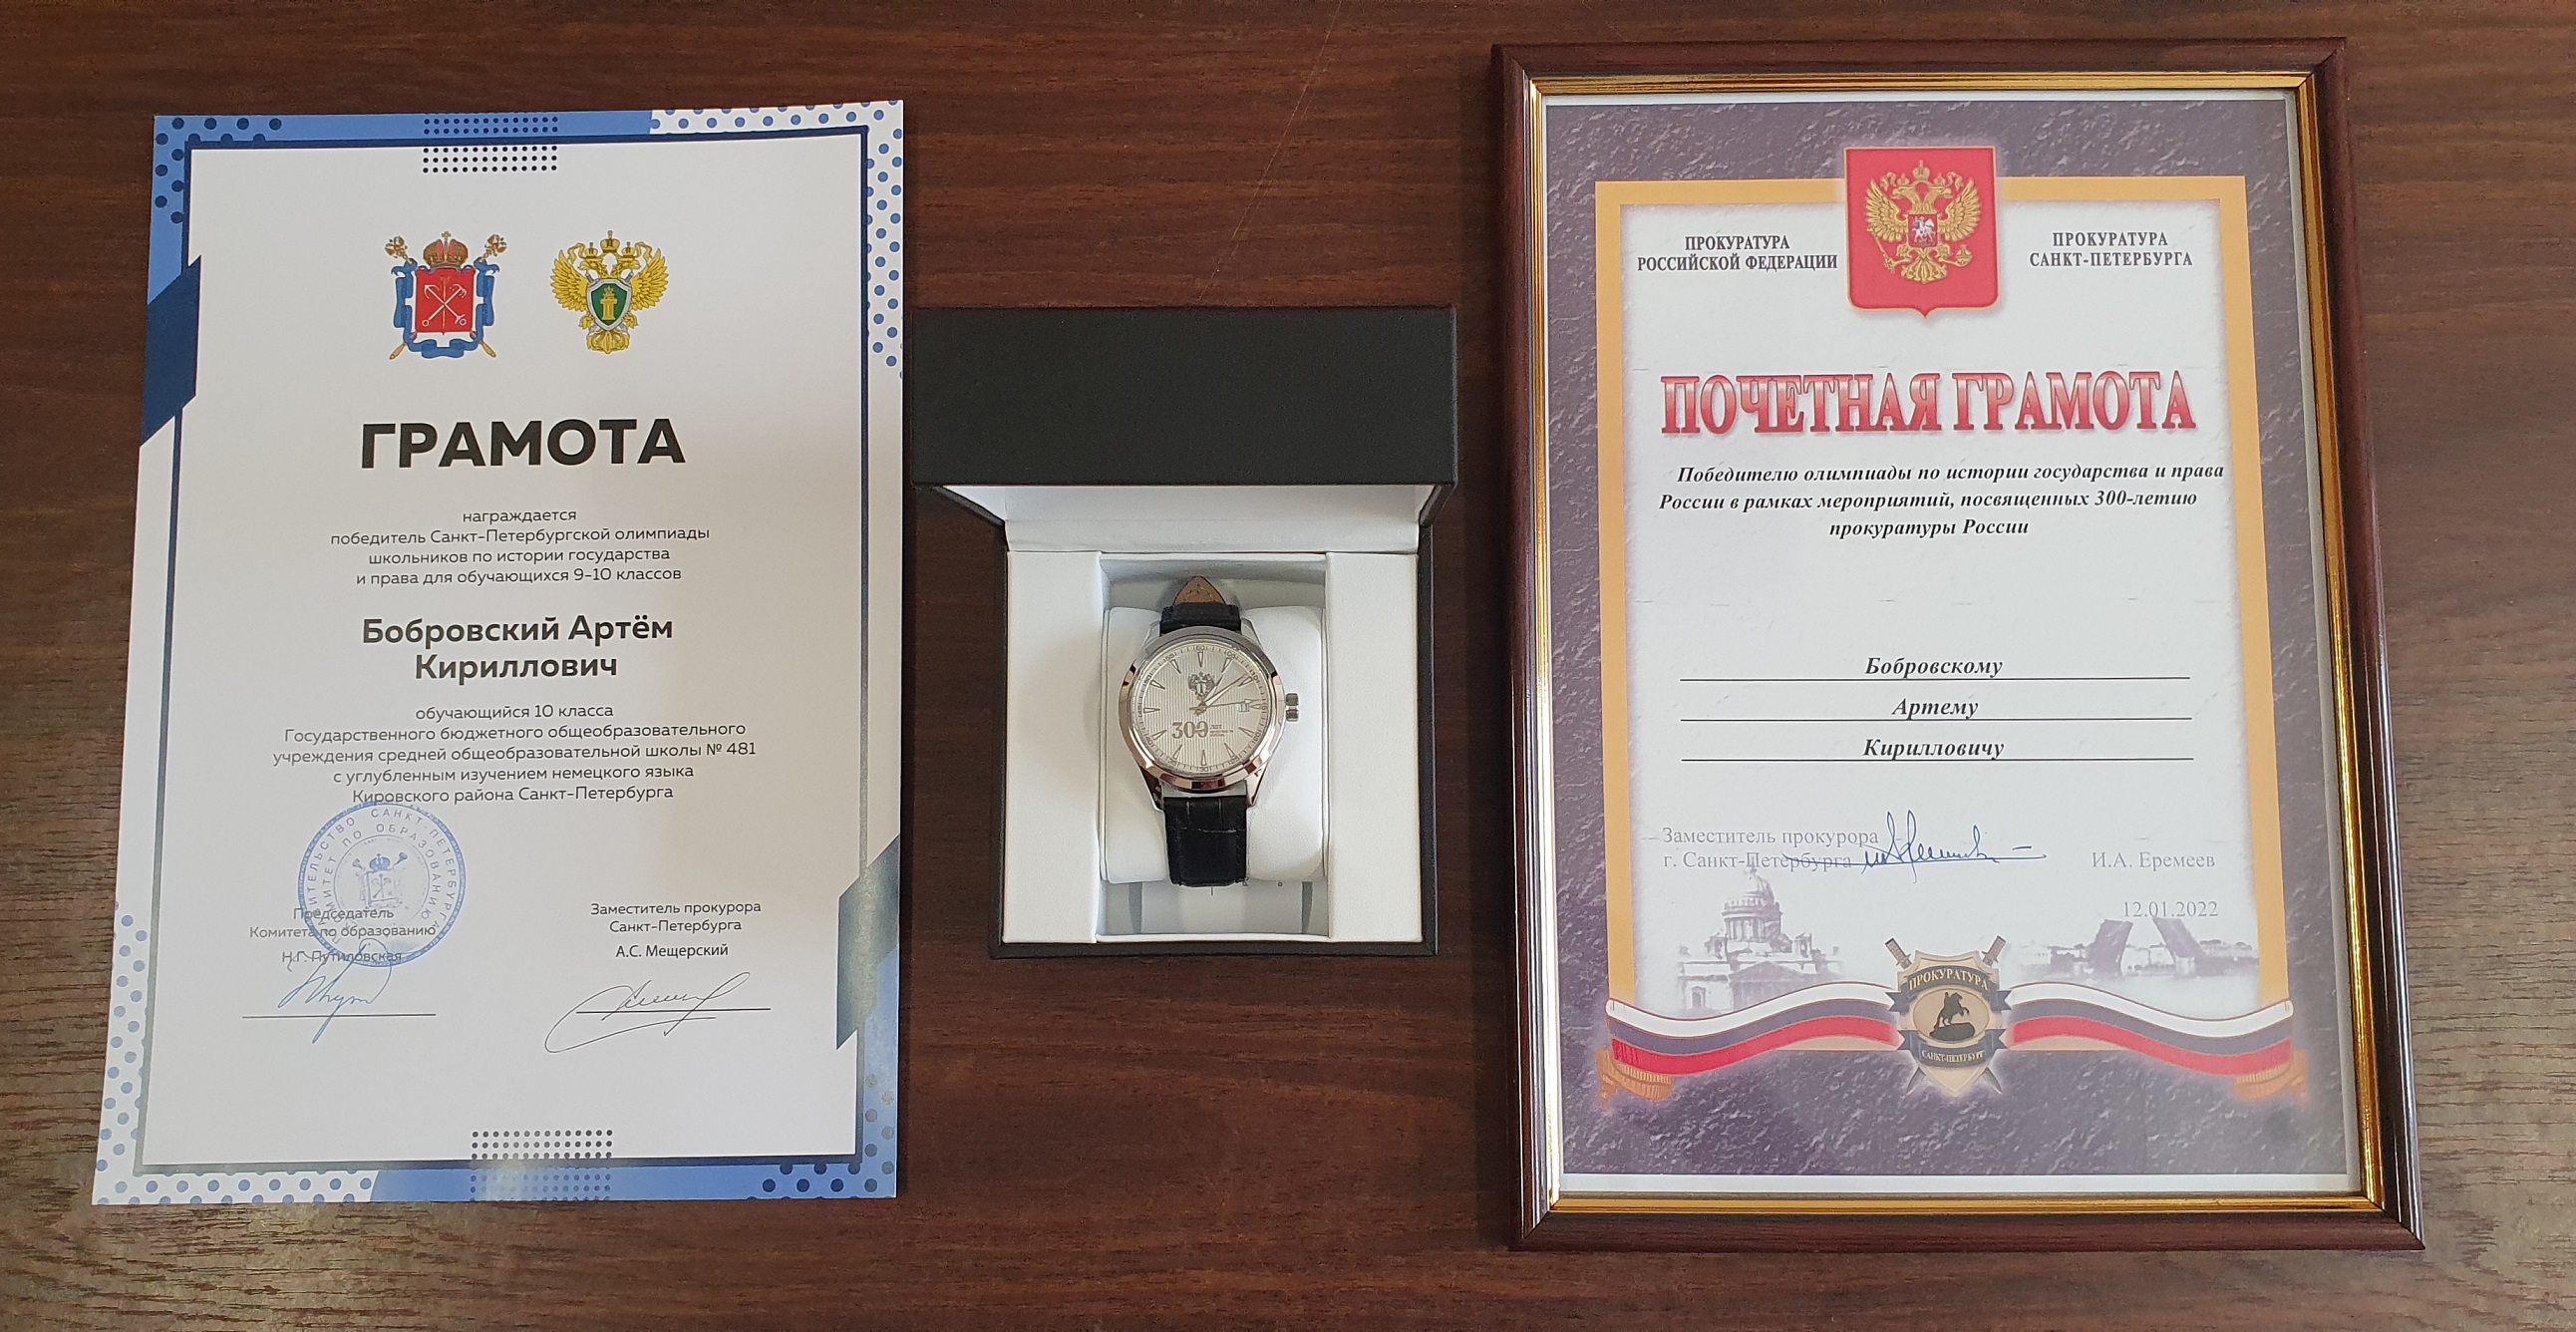 ГРАМОТА
награждается
победитель Санкт-Петербургской олимпиады
школьников по истории государства
и права для обучающихся 9-10 классов
Бобровский Артём
Кириллович
обучающийся 10 класса
Государственного бюджетного общеобразовательного
учреждения средней общеобразовательной школы № 481
с углубленным изучением немецкого языка
Кировского района Санкт-Петербурга
Председатель
Комитета по образованию
Н.Г. Путиловская
Заместитель прокурора
Санкт-Петербурга
А.С. Мещерский
300
ПРОКУРАТУРА
РОССИЙСКОЙ ФЕДЕРАЦИИ
ПРОКУРАТУРА
САНКТ-ПЕТЕРБУРГА
ПОЧЕТНАЯ ГРАМОТА
Победителю олимпиады по истории государства и права
России в рамках мероприятий, посвященных 300-летию
прокуратуры России
Бобровскому
Артему
Кирилловичу
Заместитель прокурора
г. Санкт-Петербурга
И.А. Еремеев
12.01.2022
ПРОКУРАТУРА
САНКТ-ПЕТЕРБУРГ